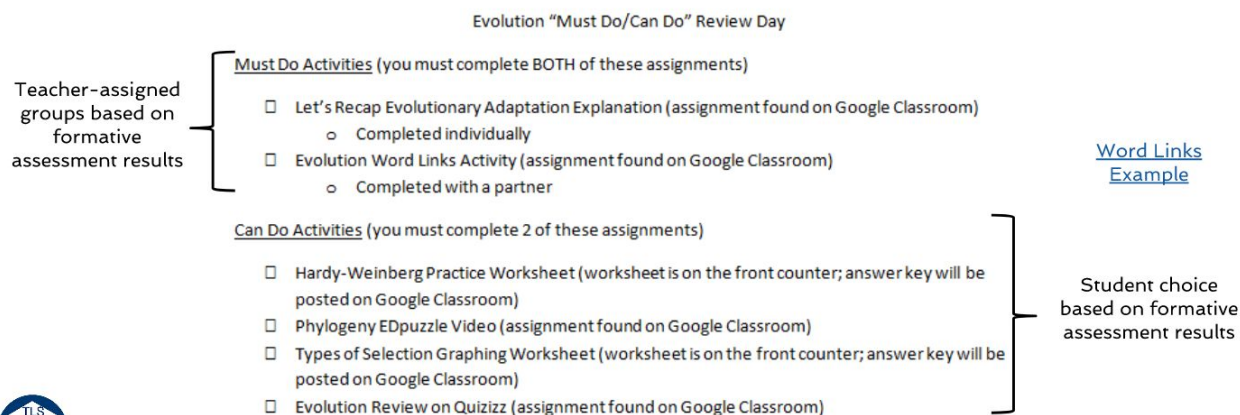 Evolution “Must Do/Can Do” Review Day
Must Do Activities (you must complete BOTH of these assignments)
Teacher-assigned
groups based on
formative
assessment results
□ Let’s Recap Evolutionary Adaptation Explanation (assignment found on Google Classroom)
o Completed individually
□ Evolution Word Links Activity (assignment found on Google Classroom)
o Completed with a partner
Word Links
Example
Can Do Activities (you must complete 2 of these assignments)
□ Hardy-Weinberg Practice Worksheet (worksheet is on the front counter; answer key will be
posted on Google Classroom)
□ Phylogeny EDpuzzle Video (assignment found on Google Classroom)
□ Types of Selection Graphing Worksheet (worksheet is on the front counter; answer key will be
posted on Google Classroom)
□ Evolution Review on Quizizz (assignment found on Google Classroom)
Student choice
based on formative
assessment results
TLS